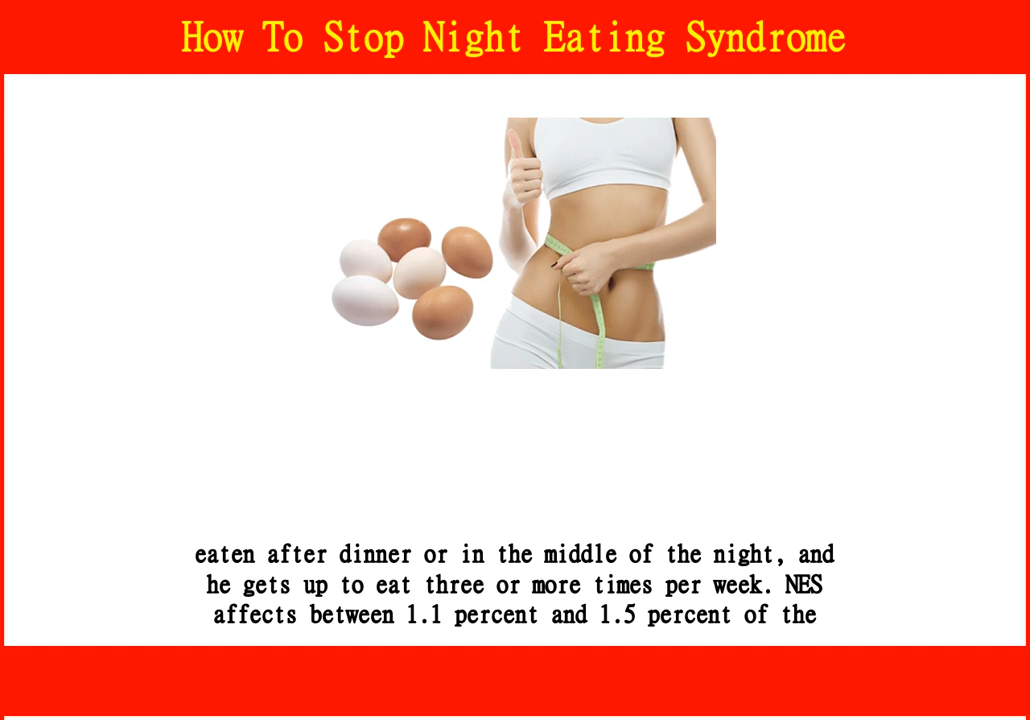 How To Stop Night Eating Syndrome
eaten after dinner or in the middle of the night, and
he gets up to eat three or more times per week. NES
affects between 1.1 percent and 1.5 percent of the